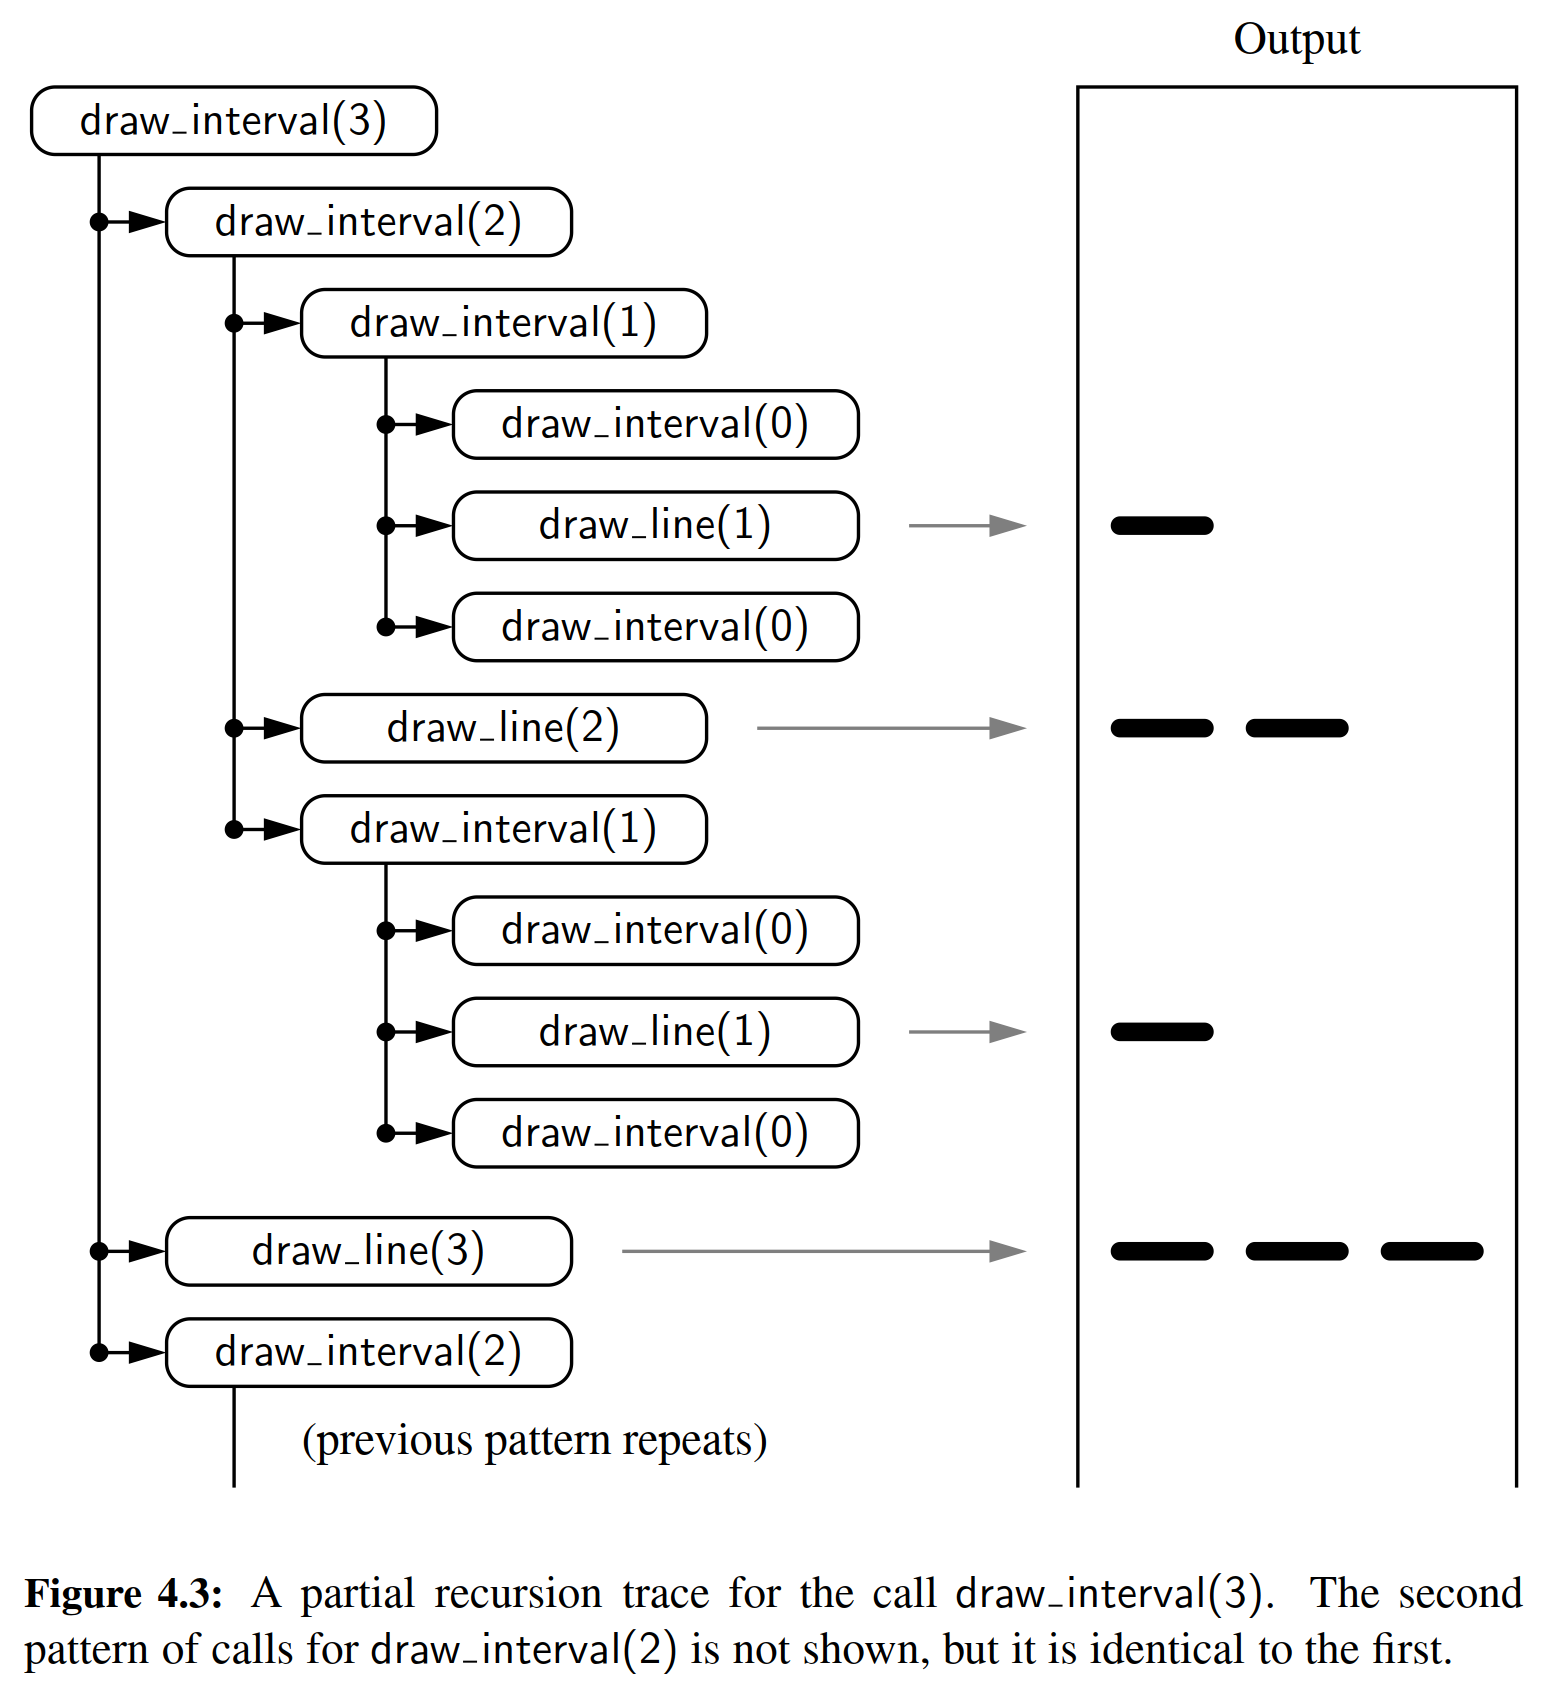 Output
draw_interval(3)
draw_interval(2)
draw_interval(1)
draw_interval(0)
draw_line(1)
draw_interval(0)
draw_line(2)
draw_interval(1)
draw_interval(0)
draw_line(1)
draw_interval(0)
draw_line(3)
draw_interval(2)
(previous pattern repeats)
Figure 4.3: A partial recursion trace for the call draw_interval(3). The second
pattern of calls for draw_interval(2) is not shown, but it is identical to the first.